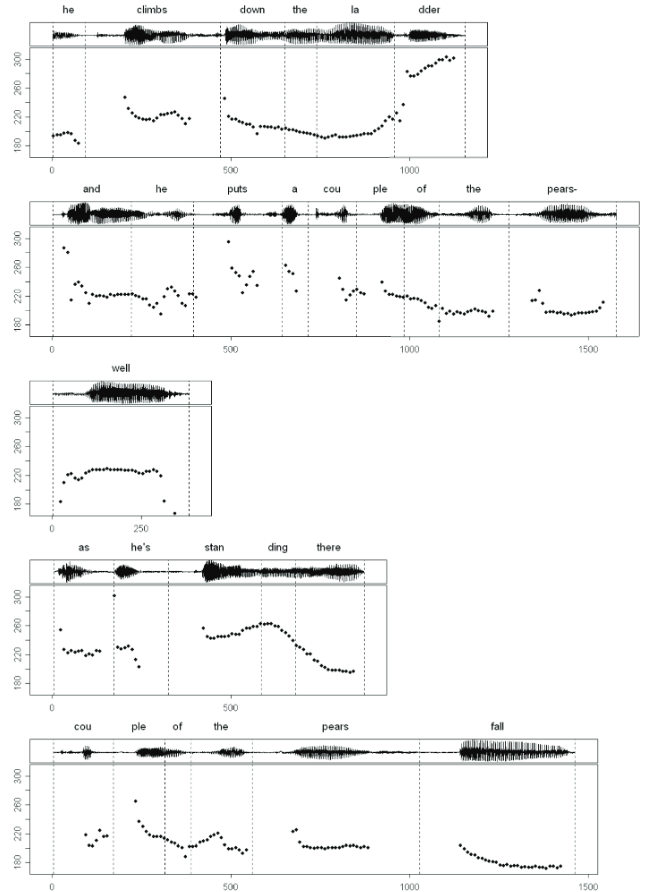 he climbs down the la dder
300
260
220
180
0 500 1000
and he puts a cou ple of the pears-
300
260
220
180
0 500 1000 1500
well
300
260
220
180
0 250
as he's stan ding there
300
260
220
180
0 500
cou ple of the pears fall
300
260
220
180
0 500 1000 1500